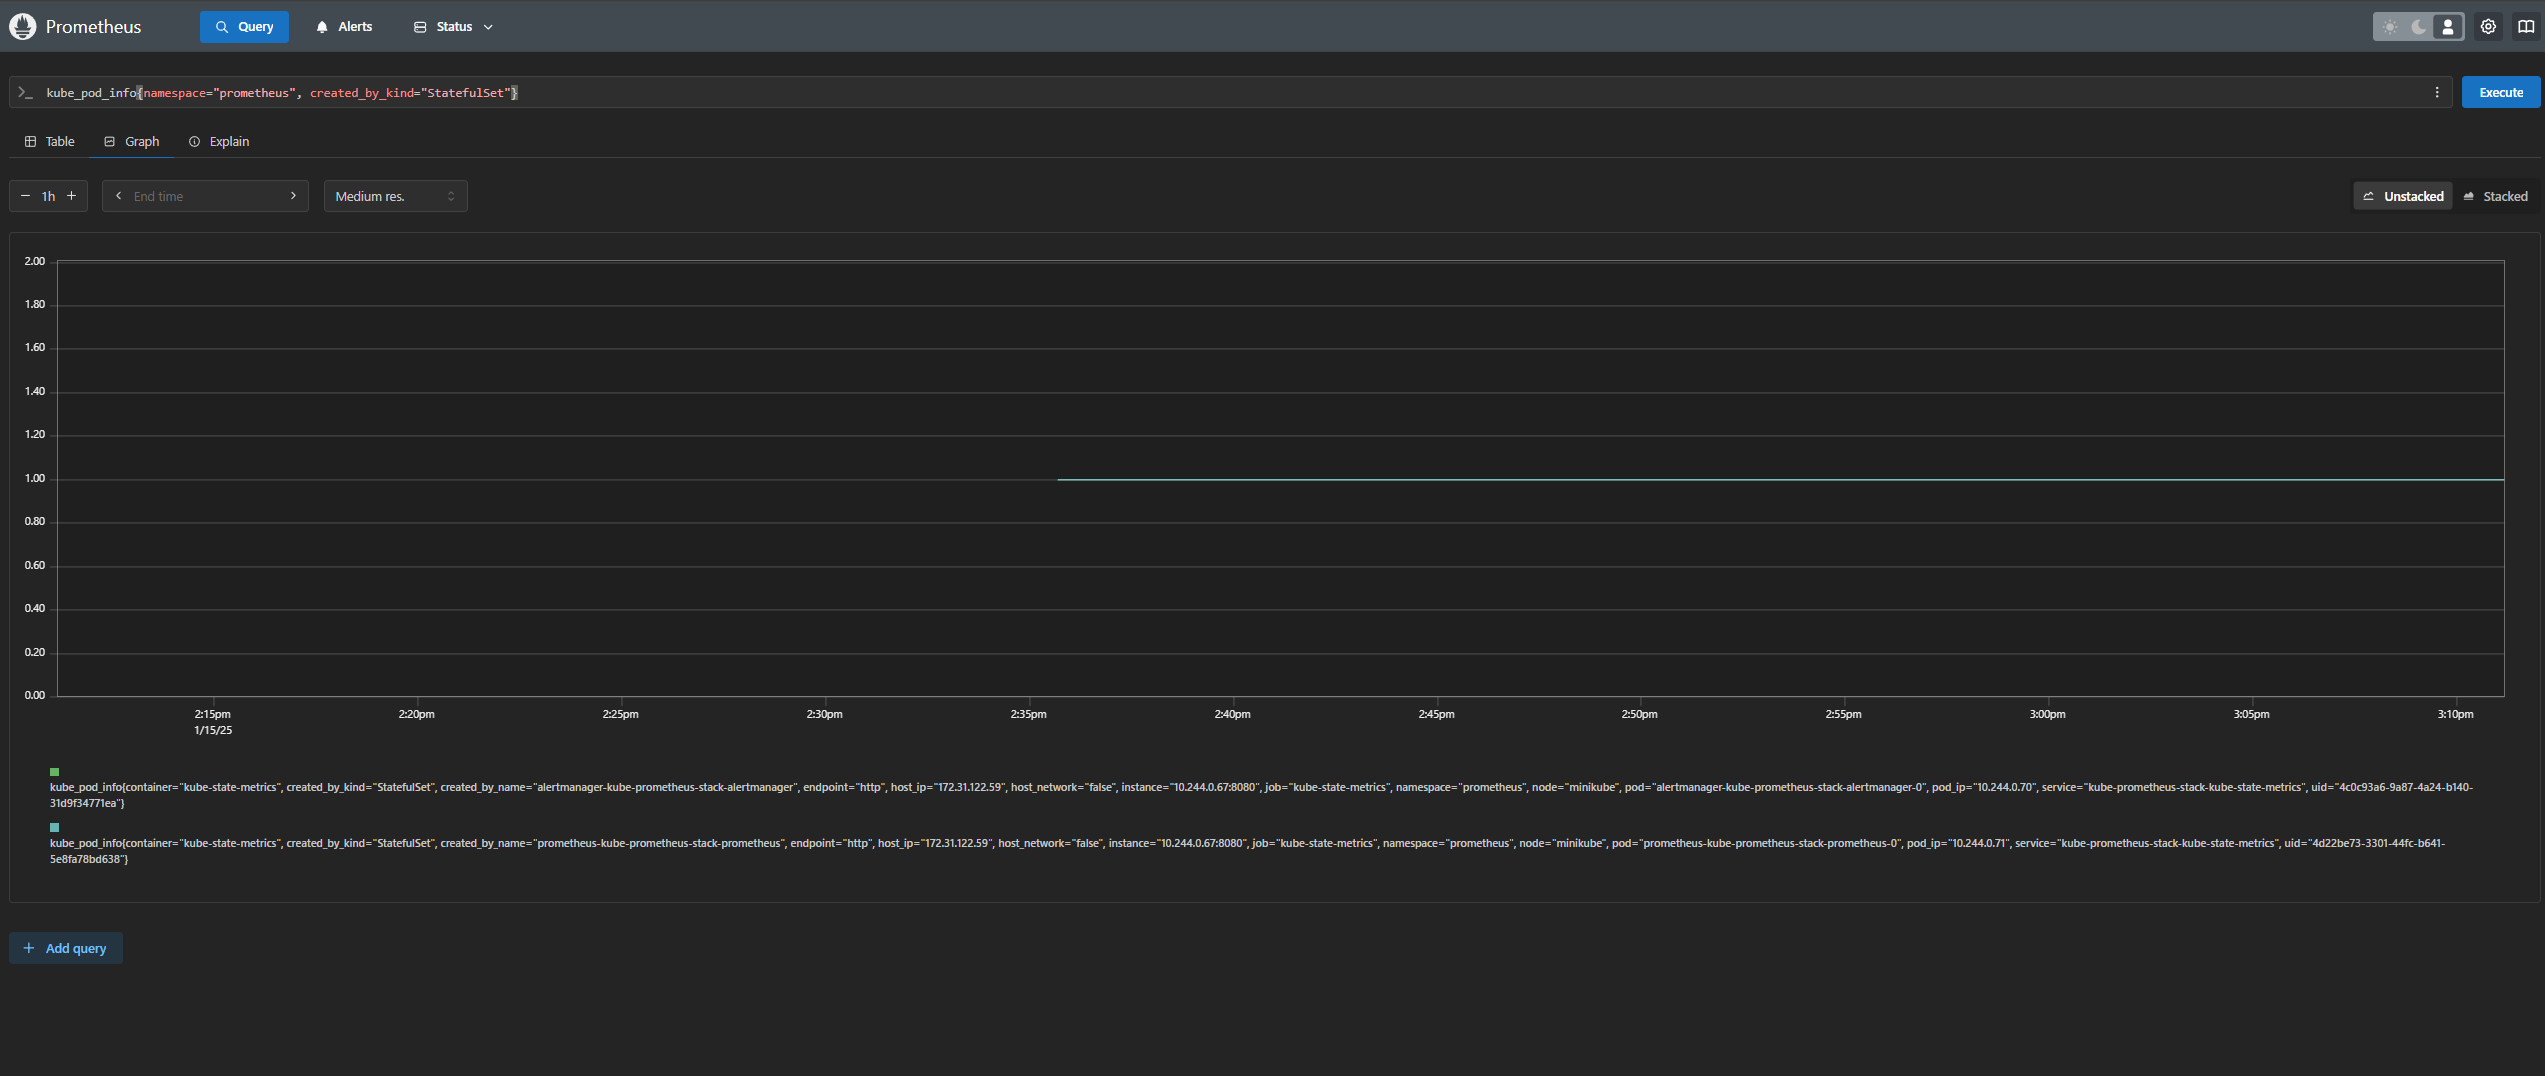 Prometheus
Query
Alerts
Status
kube_pod_info{namespace="prometheus", created_by_kind="StatefulSet"}
Execute
Table
Graph
Explain
1h
End time
Medium res.
Unstacked
Stacked
2.00
1.80
1.60
1.40
1.20
1.00
0.80
0.60
0.40
0.20
0.00
2:15pm
2:20pm
2:25pm
2:30pm
2:35pm
2:40pm
2:45pm
2:50pm
2:55pm
3:00pm
3:05pm
3:10pm
1/15/25
kube_pod_info{container="kube-state-metrics", created_by_kind="StatefulSet", created_by_name="alertmanager-kube-prometheus-stack-alertmanager", endpoint="http", host_ip="172.31.122.59", host_network="false", instance="10.244.0.67:8080", job="kube-state-metrics", namespace="prometheus", node="minikube", pod="alertmanager-kube-prometheus-stack-alertmanager-0", pod_ip="10.244.0.70", service="kube-prometheus-stack-kube-state-metrics", uid="4c0c93a6-9a87-4a24-b140-
31d9f34771ea"}
kube_pod_info{container="kube-state-metrics", created_by_kind="StatefulSet", created_by_name="prometheus-kube-prometheus-stack-prometheus", endpoint="http", host_ip="172.31.122.59", host_network="false", instance="10.244.0.67:8080", job="kube-state-metrics", namespace="prometheus", node="minikube", pod="prometheus-kube-prometheus-stack-prometheus-0", pod_ip="10.244.0.71", service="kube-prometheus-stack-kube-state-metrics", uid="4d22be73-3301-44fc-b641-
5e8fa78bd638"}
Add query